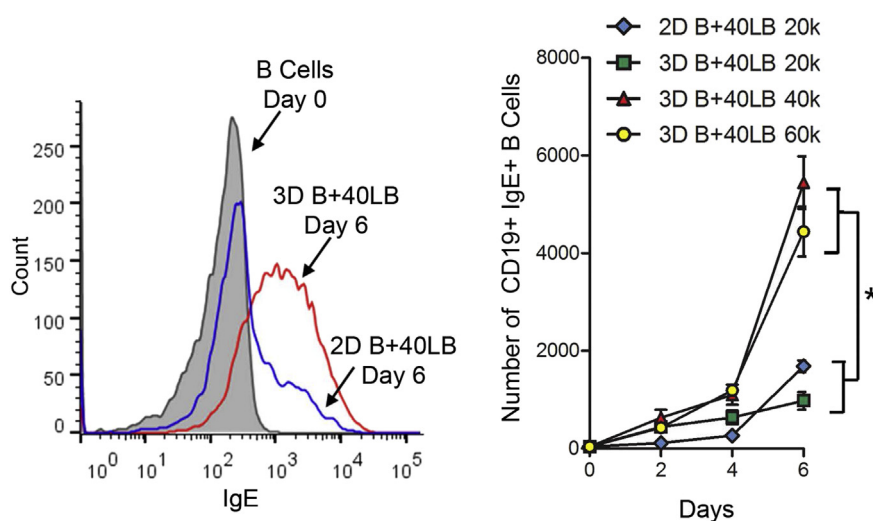 B Cells
Day 0
3D B+40LB
Day 6
2D B+40LB
Day 6
Count
250
200
150
100
50
0
10^0 10^1 10^2 10^3 10^4 10^5
IgE
2D B+40LB 20k
3D B+40LB 20k
3D B+40LB 40k
3D B+40LB 60k
Number of CD19+ IgE+ B Cells
8000
6000
4000
2000
0
0 2 4 6
Days
*